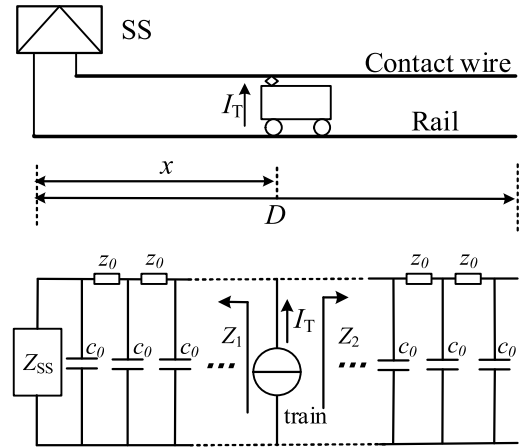 SS
Contact wire
I_T
Rail
x
D
z_0 z_0 z_0 z_0
Z_SS c_0 c_0 c_0 Z_1 I_T Z_2 c_0 c_0 c_0
... ...
train